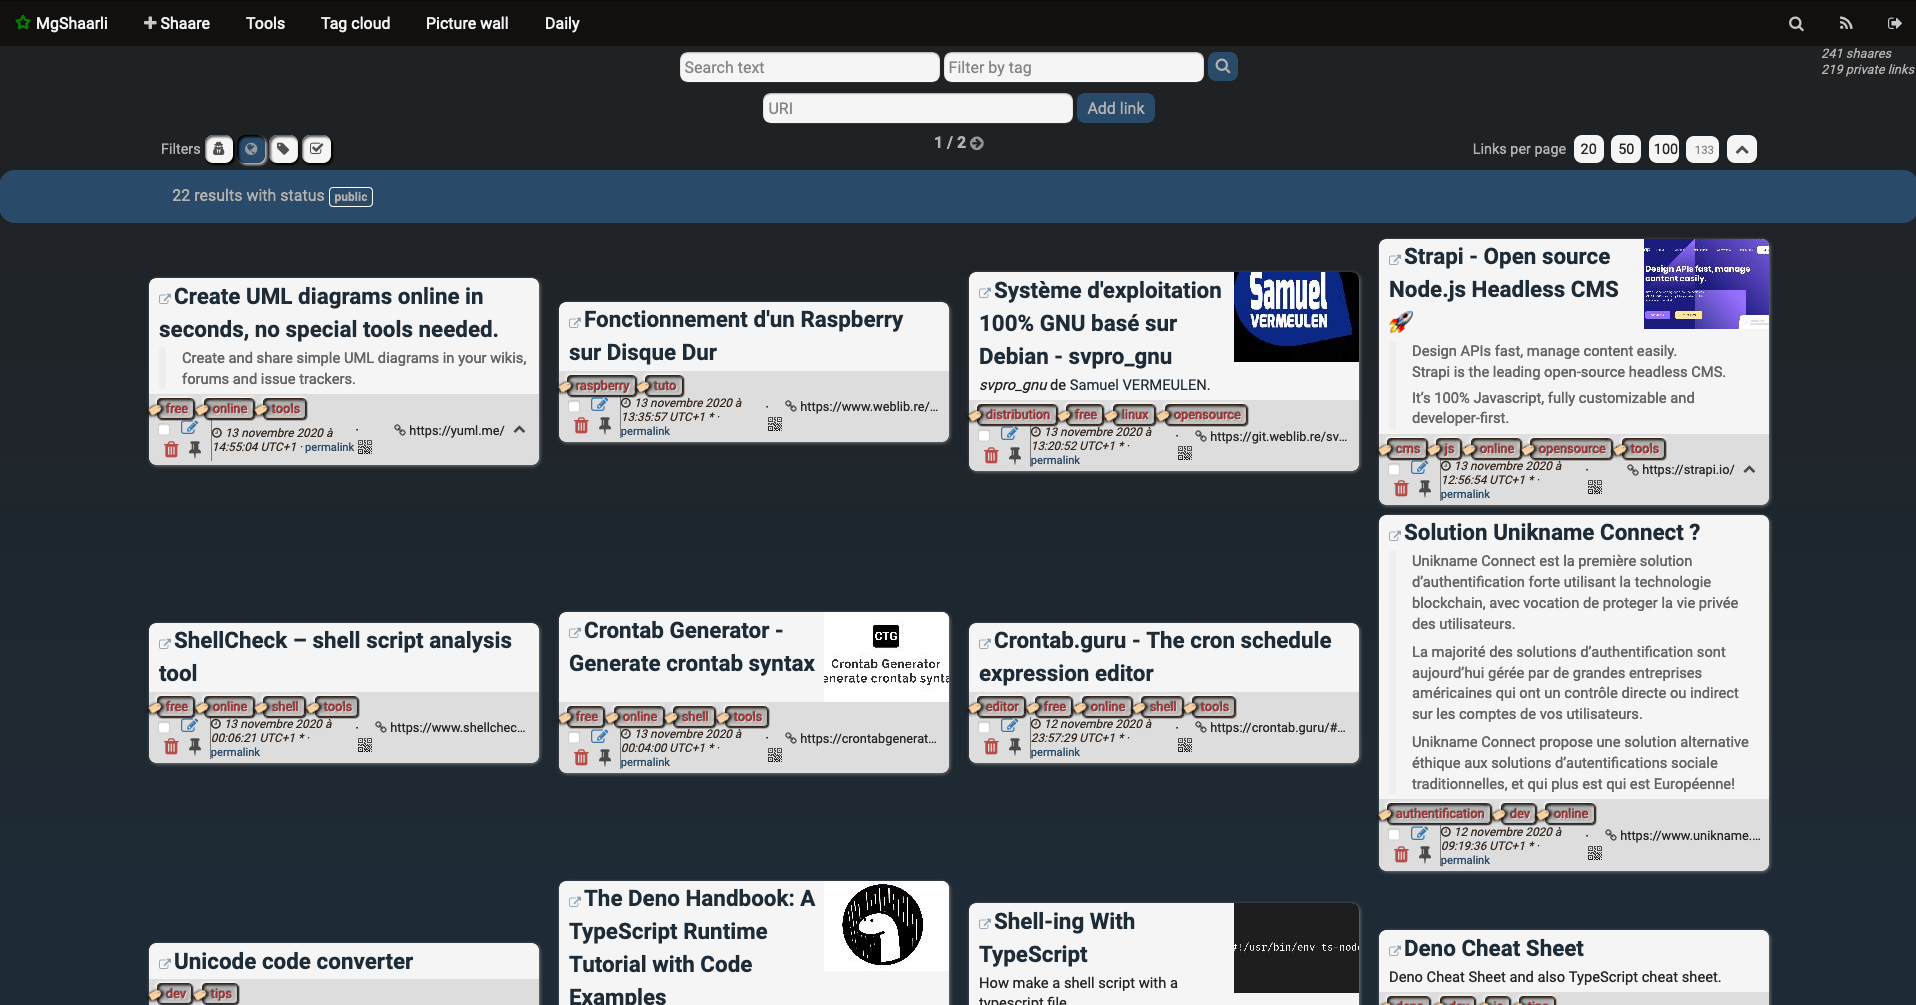 MgShaarli
Shaare
Tools
Tag cloud
Picture wall
Daily
241 shaares
219 private links
Search text
Filter by tag
URI
Add link
Filters
1 / 2
Links per page
20
50
100
133
22 results with status public
Create UML diagrams online in
seconds, no special tools needed.
Create and share simple UML diagrams in your wikis,
forums and issue trackers.
free online tools
13 novembre 2020 à
14:55:04 UTC+1 · permalink
· https://yuml.me/
Fonctionnement d'un Raspberry
sur Disque Dur
raspberry tuto
13 novembre 2020 à
13:35:57 UTC+1 * ·
permalink
· https://www.weblib.re/...
Système d'exploitation
100% GNU basé sur
Debian - svpro_gnu
Samuel
VERMEULEN
svpro_gnu de Samuel VERMEULEN.
distribution free linux opensource
13 novembre 2020 à
13:20:52 UTC+1 * ·
permalink
· https://git.weblib.re/sv...
Strapi - Open source
Node.js Headless CMS
🚀
Design APIs fast, manage
content easily.
Design APIs fast, manage content easily.
Strapi is the leading open-source headless CMS.
It’s 100% Javascript, fully customizable and
developer-first.
cms js online opensource tools
13 novembre 2020 à
12:56:54 UTC+1 * ·
permalink
· https://strapi.io/
ShellCheck – shell script analysis
tool
free online shell tools
13 novembre 2020 à
00:06:21 UTC+1 * ·
permalink
· https://www.shellchec...
Crontab Generator -
Generate crontab syntax
CTG
Crontab Generator
enerate crontab synta
free online shell tools
13 novembre 2020 à
00:04:00 UTC+1 * ·
permalink
· https://crontabgenerat...
Crontab.guru - The cron schedule
expression editor
editor free online shell tools
12 novembre 2020 à
23:57:29 UTC+1 * ·
permalink
· https://crontab.guru/#...
Solution Unikname Connect ?
Unikname Connect est la première solution
d’authentification forte utilisant la technologie
blockchain, avec vocation de proteger la vie privée
des utilisateurs.
La majorité des solutions d’authentification sont
aujourd’hui gérée par de grandes entreprises
américaines qui ont un contrôle directe ou indirect
sur les comptes de vos utilisateurs.
Unikname Connect propose une solution alternative
éthique aux solutions d’autentifications sociale
traditionnelles, et qui plus est qui est Européenne!
authentification dev online
12 novembre 2020 à
09:19:36 UTC+1 * ·
permalink
· https://www.unikname....
Unicode code converter
dev tips
The Deno Handbook: A
TypeScript Runtime
Tutorial with Code
Examples
Shell-ing With
TypeScript
#!/usr/bin/env ts-node
How make a shell script with a
typescript file
Deno Cheat Sheet
Deno Cheat Sheet and also TypeScript cheat sheet.
deno dev js tips